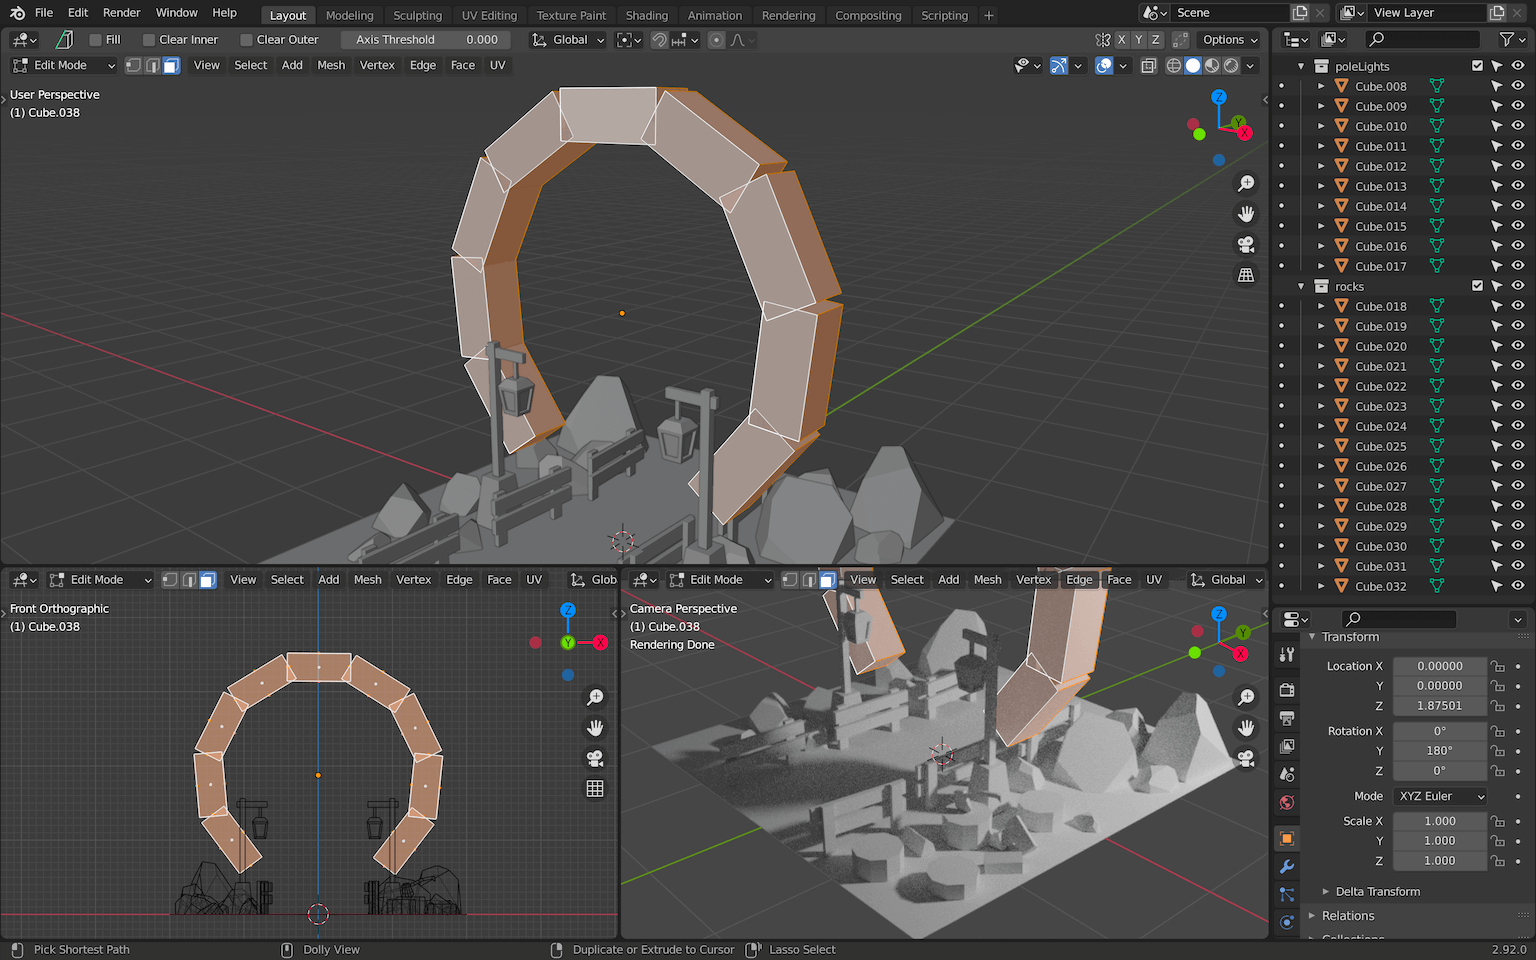 File Edit Render Window Help Layout Modeling Sculpting UV Editing Texture Paint Shading Animation Rendering Compositing Scripting + Scene View Layer
Fill Clear Inner Clear Outer Axis Threshold 0.000 Global X Y Z Options
Edit Mode View Select Add Mesh Vertex Edge Face UV
User Perspective
(1) Cube.038
Z
Y
X
poleLights
Cube.008
Cube.009
Cube.010
Cube.011
Cube.012
Cube.013
Cube.014
Cube.015
Cube.016
Cube.017
rocks
Cube.018
Cube.019
Cube.020
Cube.021
Cube.022
Cube.023
Cube.024
Cube.025
Cube.026
Cube.027
Cube.028
Cube.029
Cube.030
Cube.031
Cube.032
Edit Mode View Select Add Mesh Vertex Edge Face UV Glob
Front Orthographic
(1) Cube.038
Z
Y X
Edit Mode View Select Add Mesh Vertex Edge Face UV Global
Camera Perspective
(1) Cube.038
Rendering Done
Z
Y
X
Transform
Location X 0.00000
Y 0.00000
Z 1.87501
Rotation X 0°
Y 180°
Z 0°
Mode XYZ Euler
Scale X 1.000
Y 1.000
Z 1.000
Delta Transform
Relations
Collections
Pick Shortest Path Dolly View Duplicate or Extrude to Cursor Lasso Select 2.92.0